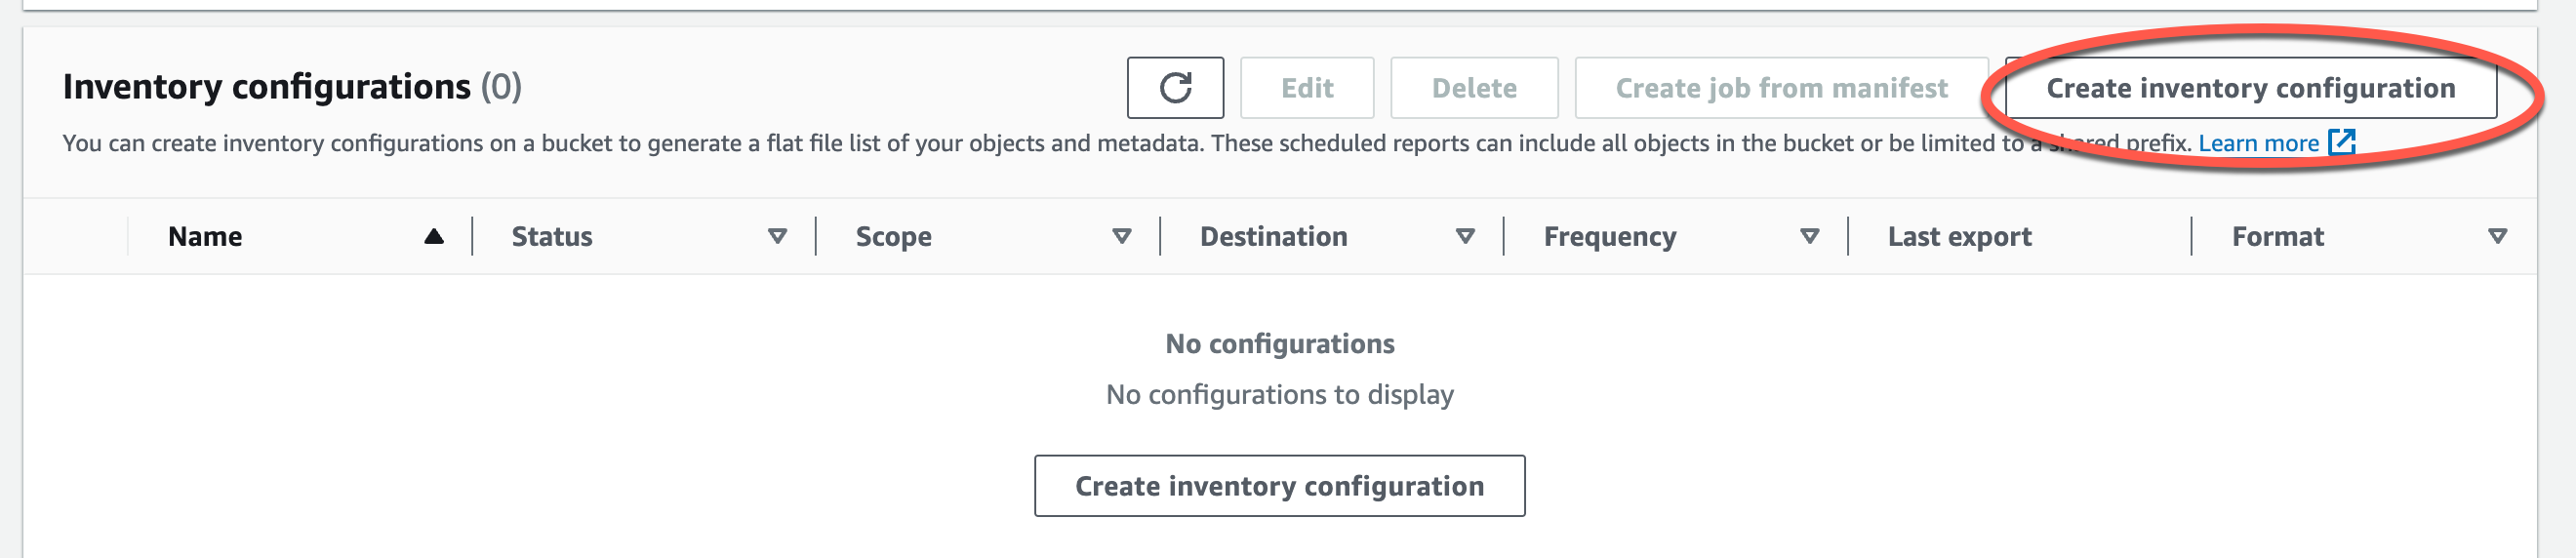 Inventory configurations (0)
Edit
Delete
Create job from manifest
Create inventory configuration
You can create inventory configurations on a bucket to generate a flat file list of your objects and metadata. These scheduled reports can include all objects in the bucket or be limited to a shared prefix. Learn more
Name Status Scope Destination Frequency Last export Format
No configurations
No configurations to display
Create inventory configuration